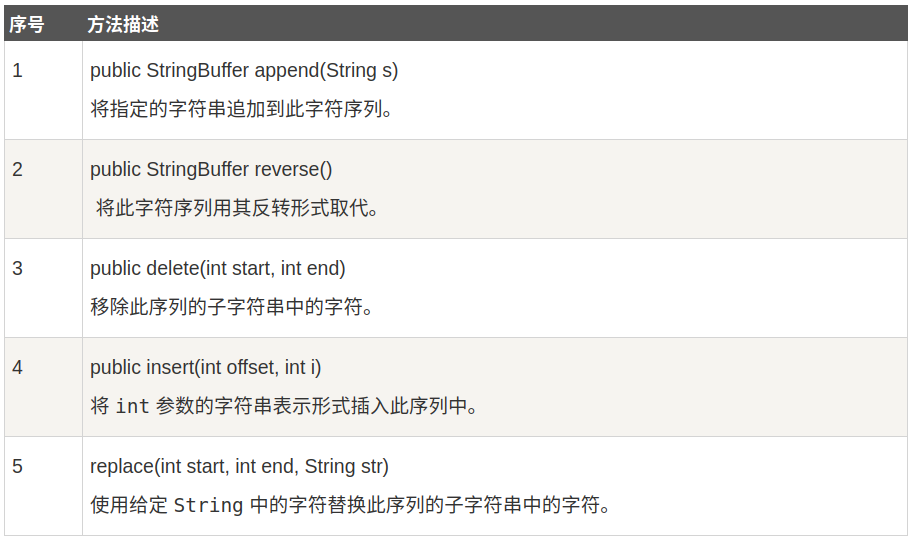 序号 方法描述
1 public StringBuffer append(String s)
将指定的字符串追加到此字符序列。
2 public StringBuffer reverse()
将此字符序列用其反转形式取代。
3 public delete(int start, int end)
移除此序列的子字符串中的字符。
4 public insert(int offset, int i)
将 int 参数的字符串表示形式插入此序列中。
5 replace(int start, int end, String str)
使用给定 String 中的字符替换此序列的子字符串中的字符。